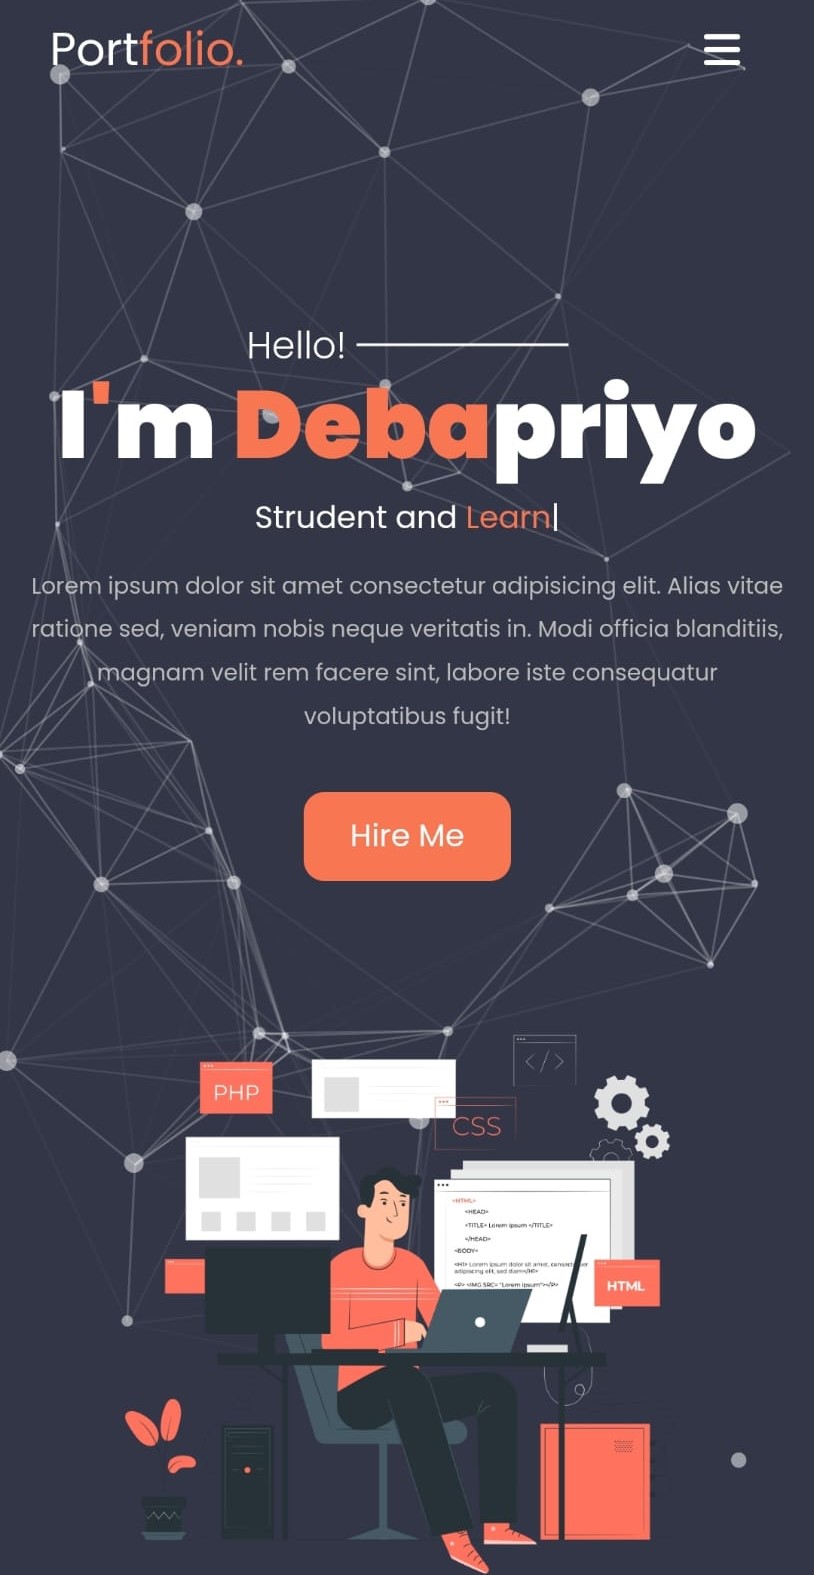 Portfolio.
Hello!
I'm Debapriyo
Strudent and Learn|
Lorem ipsum dolor sit amet consectetur adipisicing elit. Alias vitae
ratione sed, veniam nobis neque veritatis in. Modi officia blanditiis,
magnam velit rem facere sint, labore iste consequatur
voluptatibus fugit!
Hire Me
</>
PHP
CSS
<HTML>
<HEAD>
<TITLE> Lorem ipsum </TITLE>
</HEAD>
<BODY>
<H1> Lorem ipsum dolor sit amet, consectetuer
adipiscing elit, sed diam</H1>
<P> <IMG SRC= "Lorem ipsum"></P>
HTML